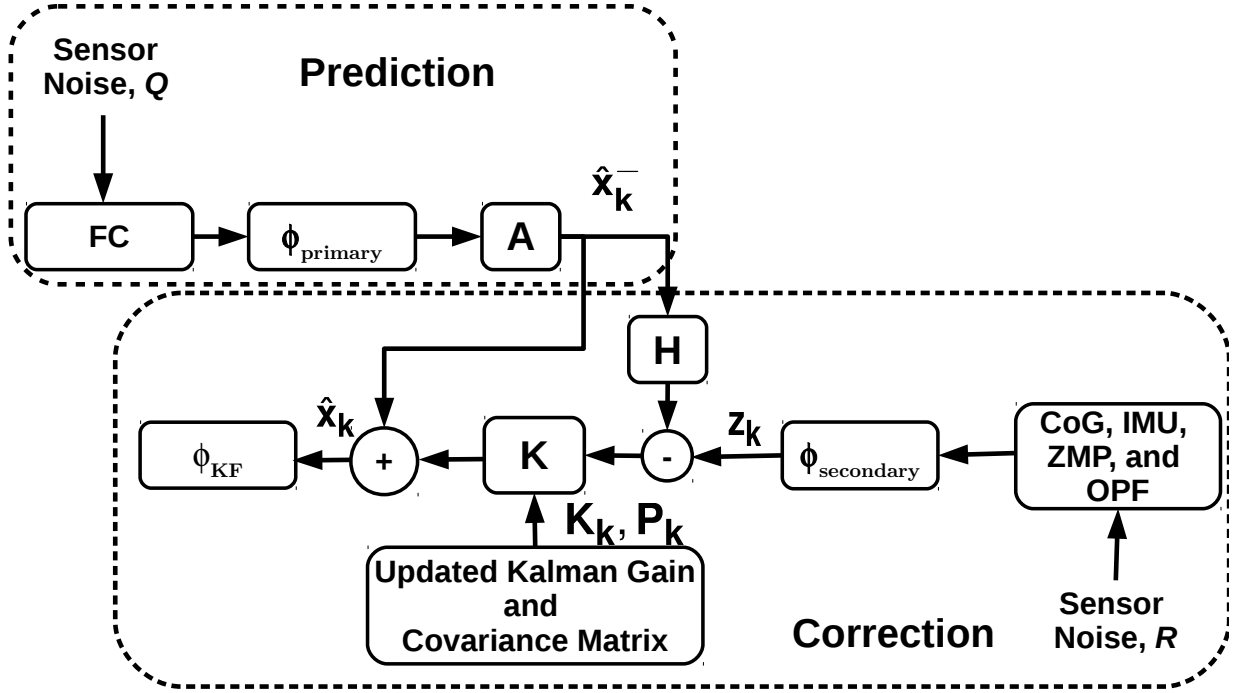 Sensor
Noise, Q
Prediction
x̂ₖ⁻
FC
ϕprimary
A
H
x̂ₖ
zₖ
CoG, IMU,
ZMP, and
OPF
ϕKF
+
K
-
ϕsecondary
Kₖ, Pₖ
Updated Kalman Gain
and
Covariance Matrix
Sensor
Noise, R
Correction